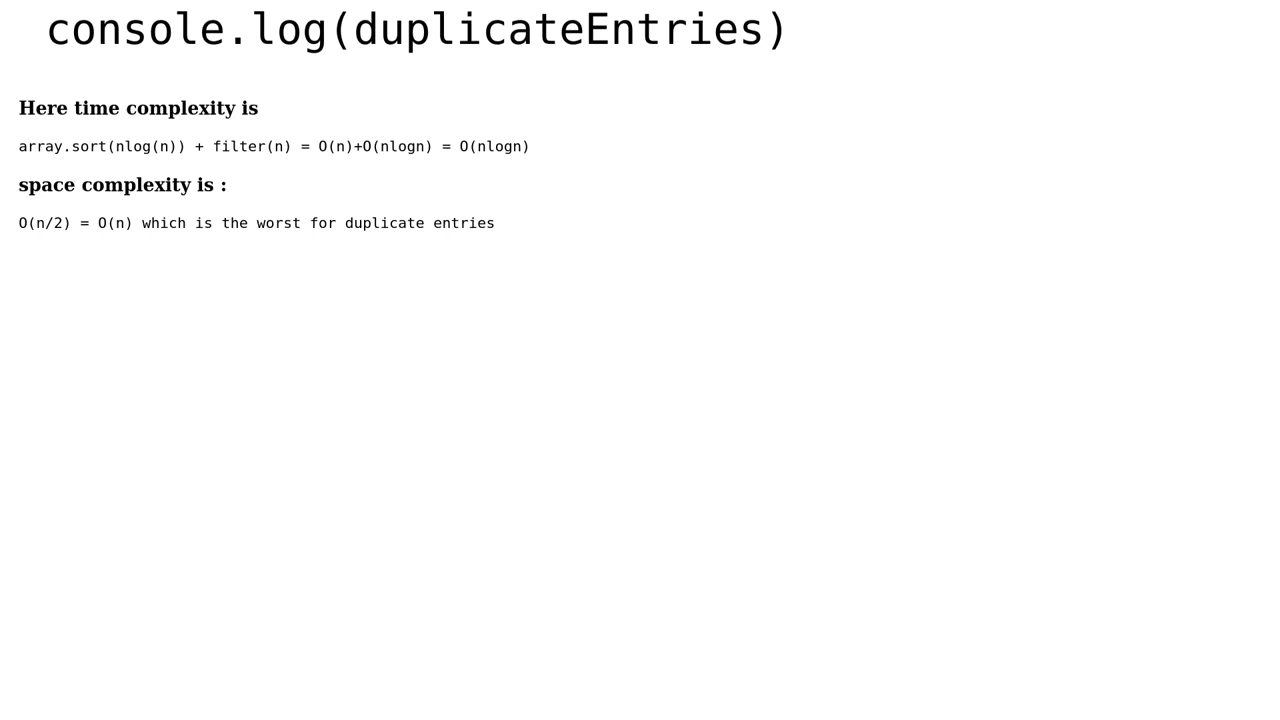 console.log(duplicateEntries)
Here time complexity is
array.sort(nlog(n)) + filter(n) = O(n)+O(nlogn) = O(nlogn)
space complexity is :
O(n/2) = O(n) which is the worst for duplicate entries